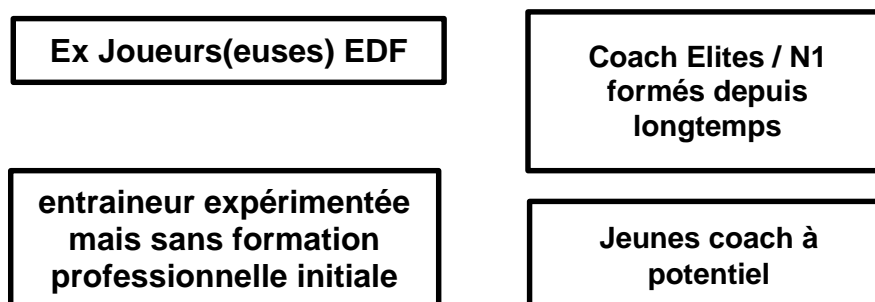 Ex Joueurs(euses) EDF
Coach Elites / N1
formés depuis
longtemps
entraineur expérimentée
mais sans formation
professionnelle initiale
Jeunes coach à
potentiel